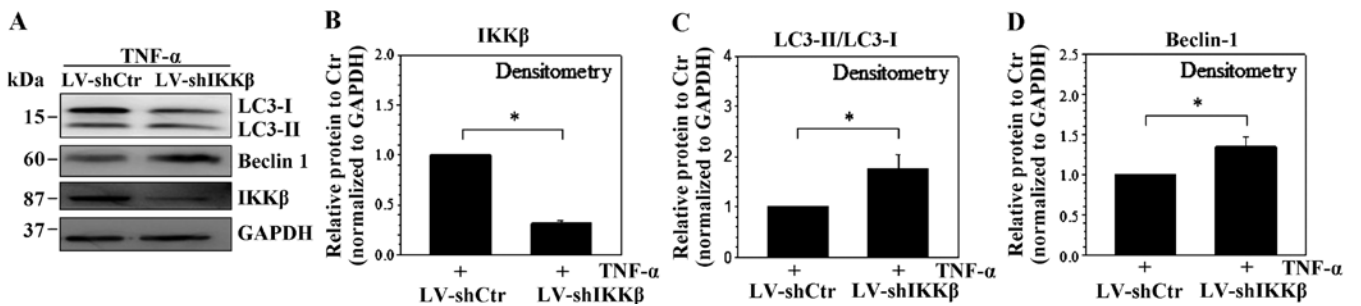 A
TNF-α
kDa
LV-shCtr LV-shIKKβ
15
LC3-I
LC3-II
60
Beclin 1
87
IKKβ
37
GAPDH
B
IKKβ
Relative protein to Ctr
(normalized to GAPDH)
Densitometry
2.0
1.5
1.0
0.5
0.0
*
+ + TNF-α
LV-shCtr LV-shIKKβ
C
LC3-II/LC3-I
Relative protein to Ctr
(normalized to GAPDH)
Densitometry
4
3
2
1
0
*
+ + TNF-α
LV-shCtr LV-shIKKβ
D
Beclin-1
Relative protein to Ctr
(normalized to GAPDH)
Densitometry
2.5
2.0
1.5
1.0
0.5
0.0
*
+ + TNF-α
LV-shCtr LV-shIKKβ